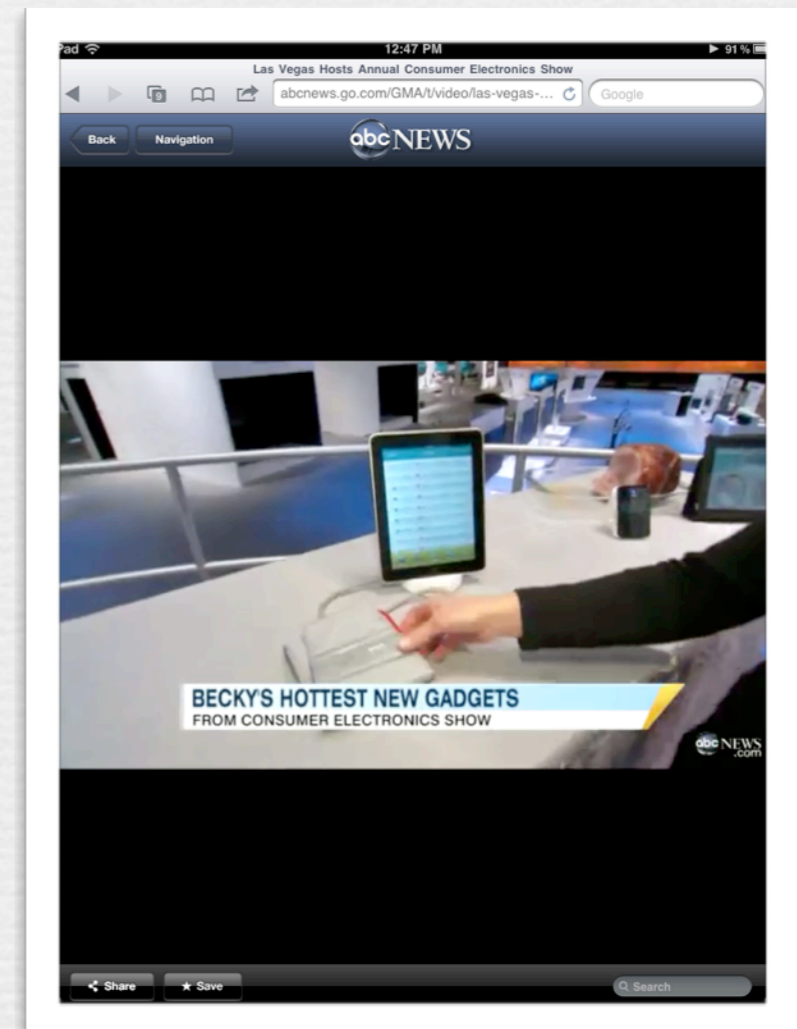 Pad 12:47 PM 91 %
Las Vegas Hosts Annual Consumer Electronics Show
9 abcnews.go.com/GMA/t/video/las-vegas-... Google
Back Navigation abc NEWS
BECKY'S HOTTEST NEW GADGETS
FROM CONSUMER ELECTRONICS SHOW
abc NEWS
.com
Share Save Search